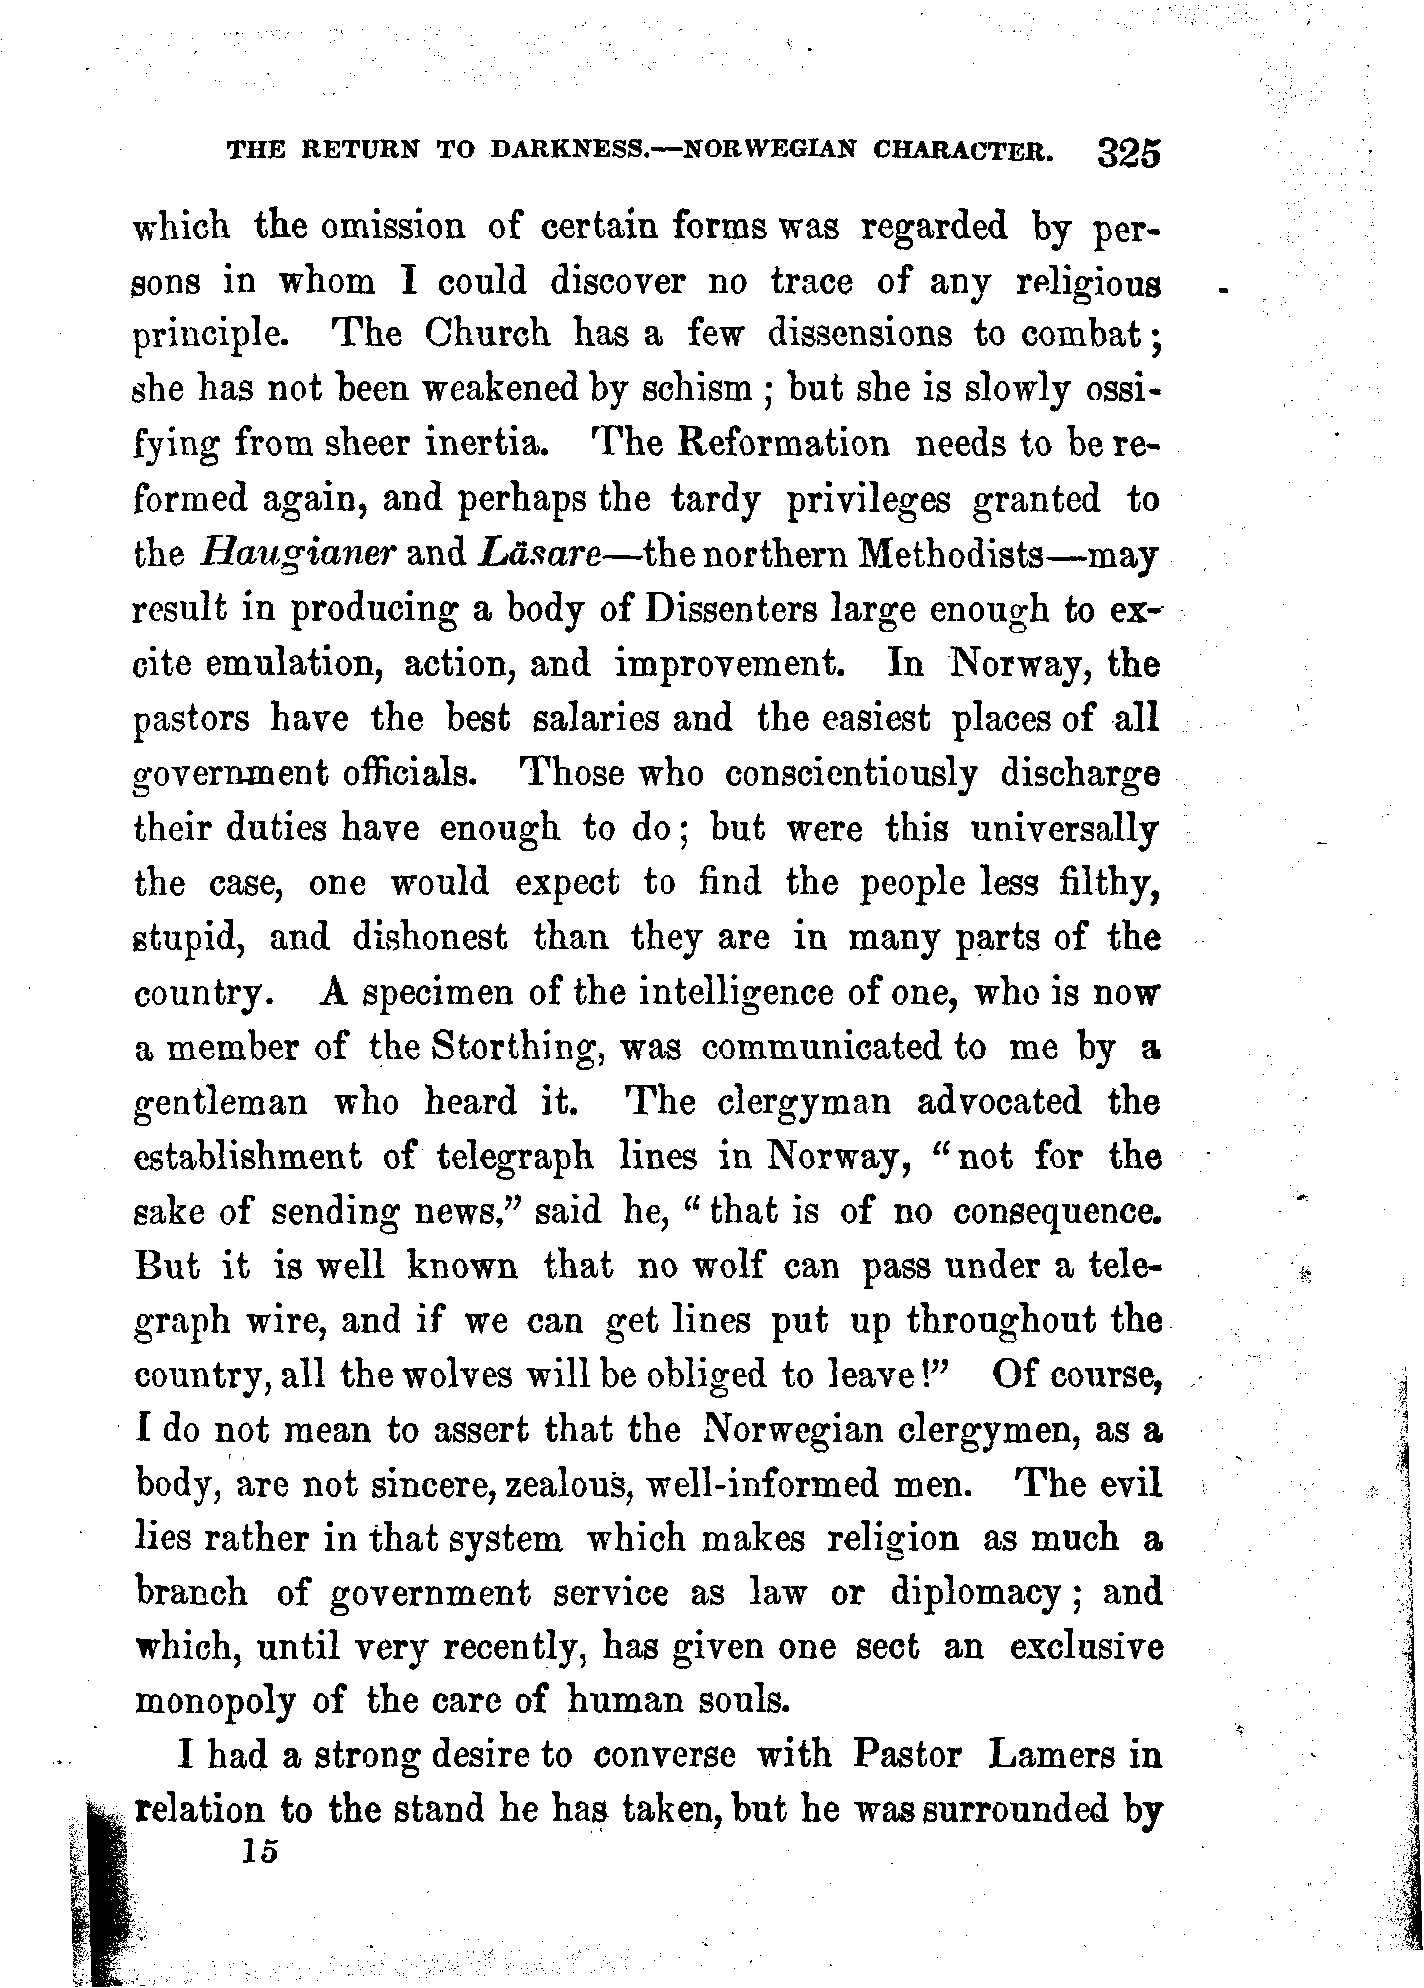 THE RETURN TO DARKNESS.—NORWEGIAN CHARACTER. 325
which the omission of certain forms was regarded by per-
sons in whom I could discover no trace of any religious
principle. The Church has a few dissensions to combat;
she has not been weakened by schism; but she is slowly ossi-
fying from sheer inertia. The Reformation needs to be re-
formed again, and perhaps the tardy privileges granted to
the Haugianer and Läsare—the northern Methodists—may
result in producing a body of Dissenters large enough to ex-
cite emulation, action, and improvement. In Norway, the
pastors have the best salaries and the easiest places of all
government officials. Those who conscientiously discharge
their duties have enough to do; but were this universally
the case, one would expect to find the people less filthy,
stupid, and dishonest than they are in many parts of the
country. A specimen of the intelligence of one, who is now
a member of the Storthing, was communicated to me by a
gentleman who heard it. The clergyman advocated the
establishment of telegraph lines in Norway, "not for the
sake of sending news," said he, "that is of no consequence.
But it is well known that no wolf can pass under a tele-
graph wire, and if we can get lines put up throughout the
country, all the wolves will be obliged to leave!" Of course,
I do not mean to assert that the Norwegian clergymen, as a
body, are not sincere, zealous, well-informed men. The evil
lies rather in that system which makes religion as much a
branch of government service as law or diplomacy; and
which, until very recently, has given one sect an exclusive
monopoly of the care of human souls.
I had a strong desire to converse with Pastor Lamers in
relation to the stand he has taken, but he was surrounded by
15